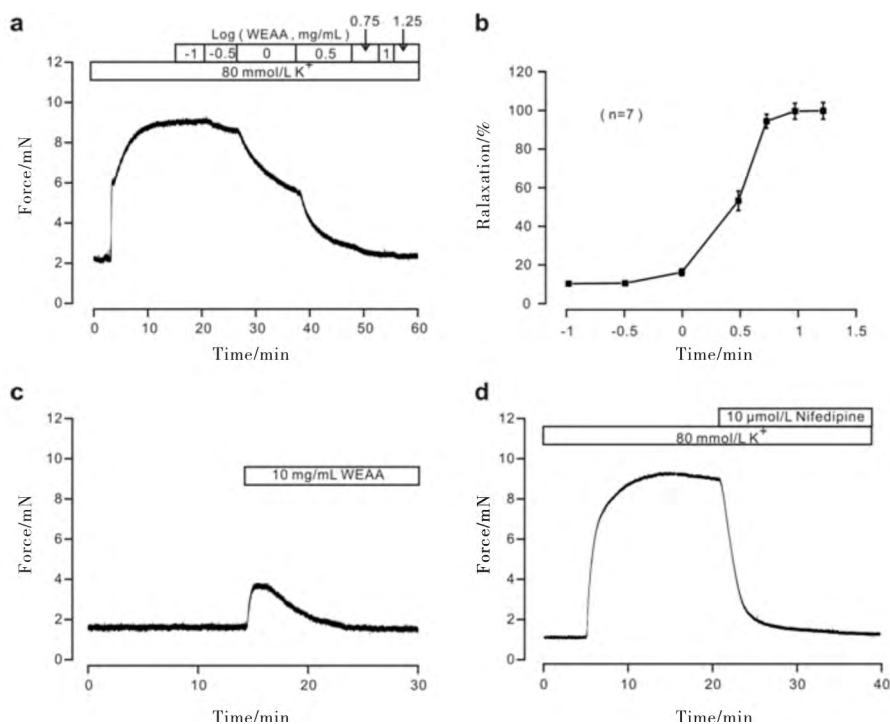 a
0.75 1.25
Log ( WEAA , mg/mL )
-1 -0.5 0 0.5 1
80 mmol/L K+
12
10
8
6
4
2
0
Force/mN
0 10 20 30 40 50 60
Time/min
b
120
100
80
60
40
20
0
Ralaxation/%
( n=7 )
-1 -0.5 0 0.5 1 1.5
Time/min
c
12
10
8
6
4
2
0
Force/mN
10 mg/mL WEAA
0 10 20 30
Time/min
d
10 µmol/L Nifedipine
80 mmol/L K+
12
10
8
6
4
2
0
Force/mN
0 10 20 30 40
Time/min